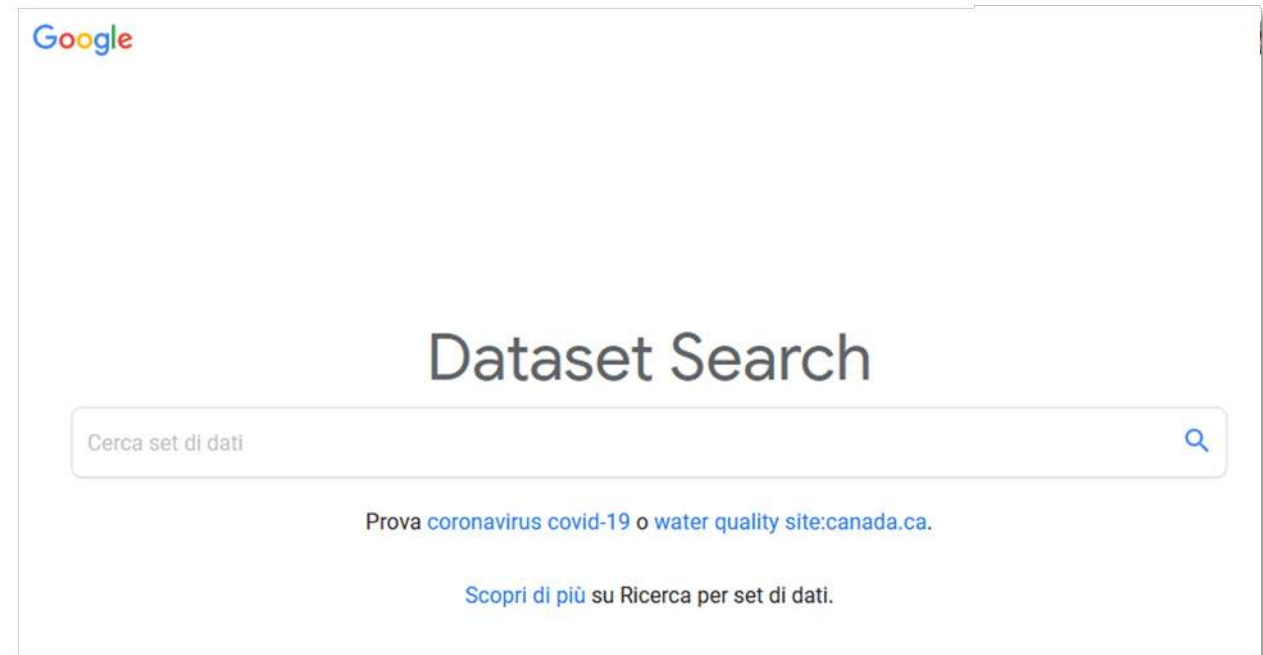 Google
Dataset Search
Cerca set di dati
Prova coronavirus covid-19 o water quality site:canada.ca.
Scopri di più su Ricerca per set di dati.